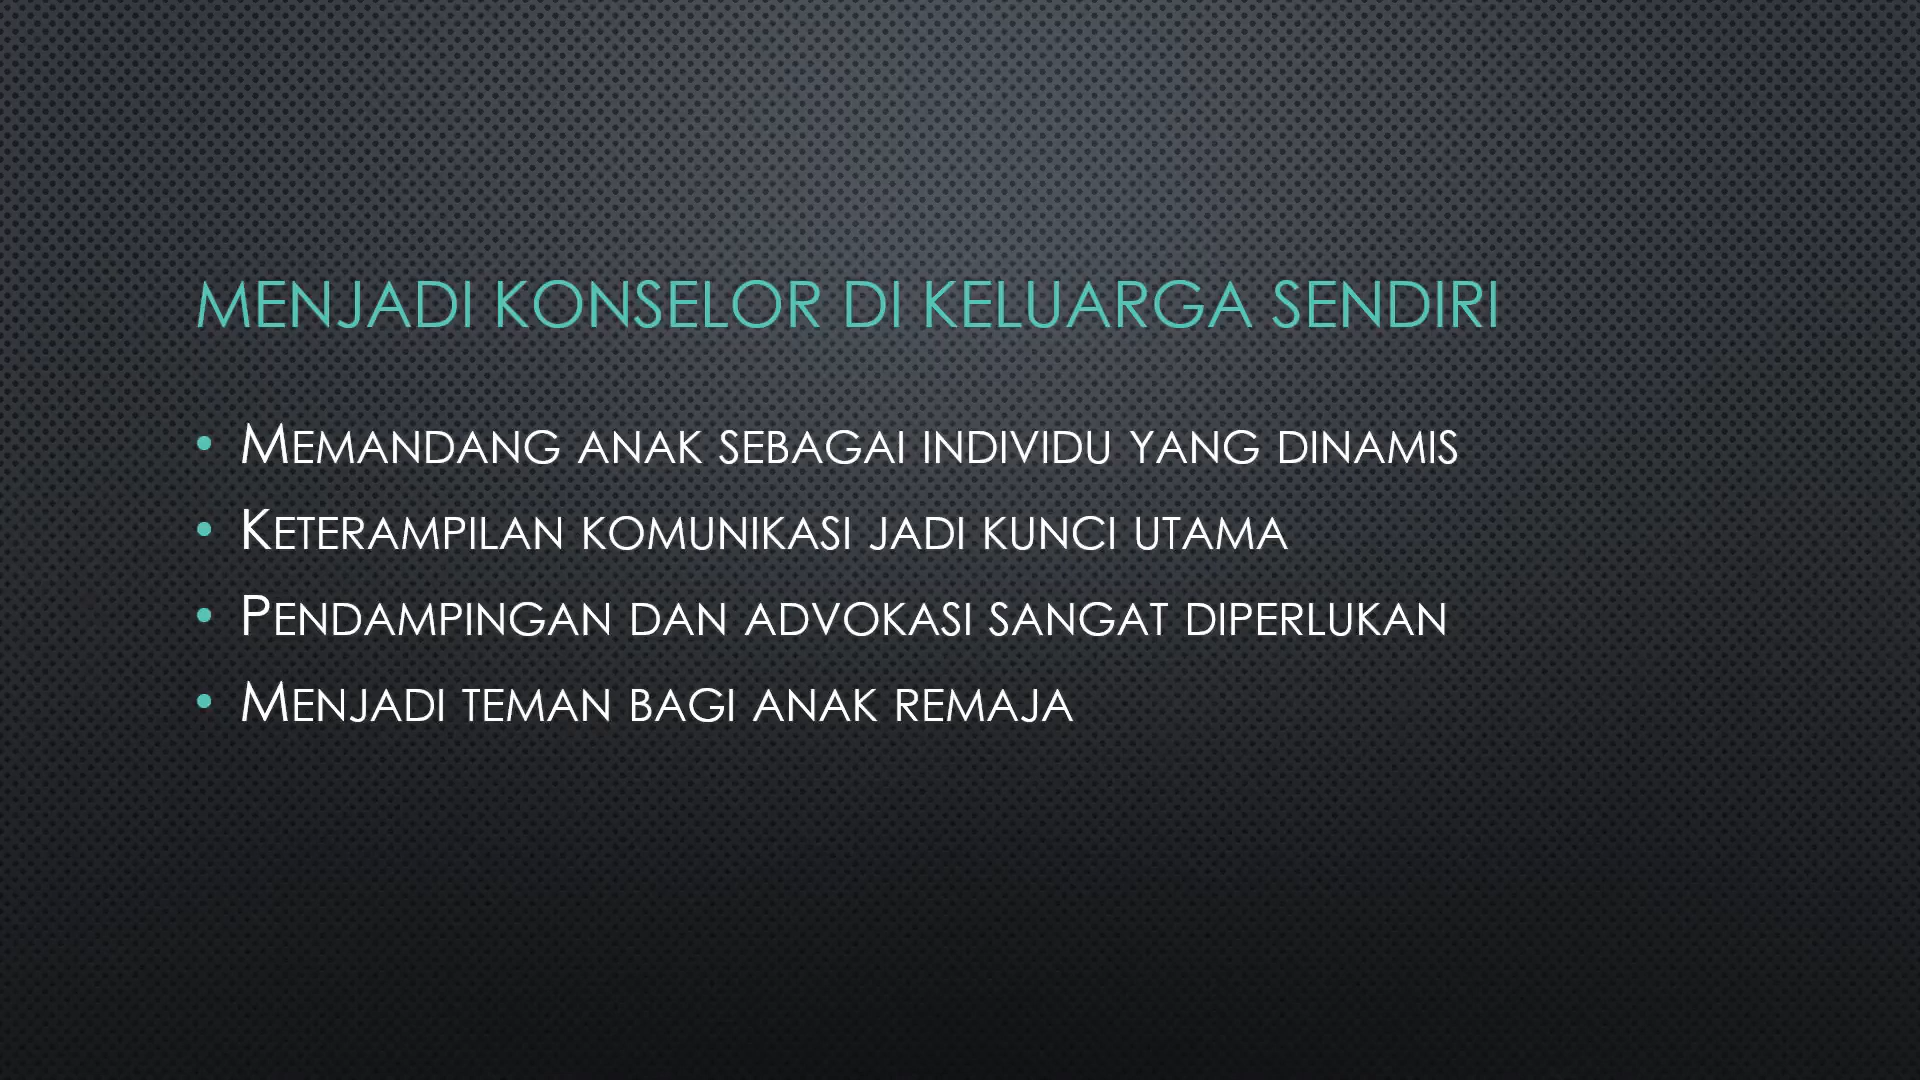 MENJADI KONSELOR DI KELUARGA SENDIRI
• MEMANDANG ANAK SEBAGAI INDIVIDU YANG DINAMIS
• KETERAMPILAN KOMUNIKASI JADI KUNCI UTAMA
• PENDAMPINGAN DAN ADVOKASI SANGAT DIPERLUKAN
• MENJADI TEMAN BAGI ANAK REMAJA